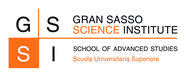 G S
S I
GRAN SASSO
SCIENCE INSTITUTE
SCHOOL OF ADVANCED STUDIES
Scuola Universitaria Superiore